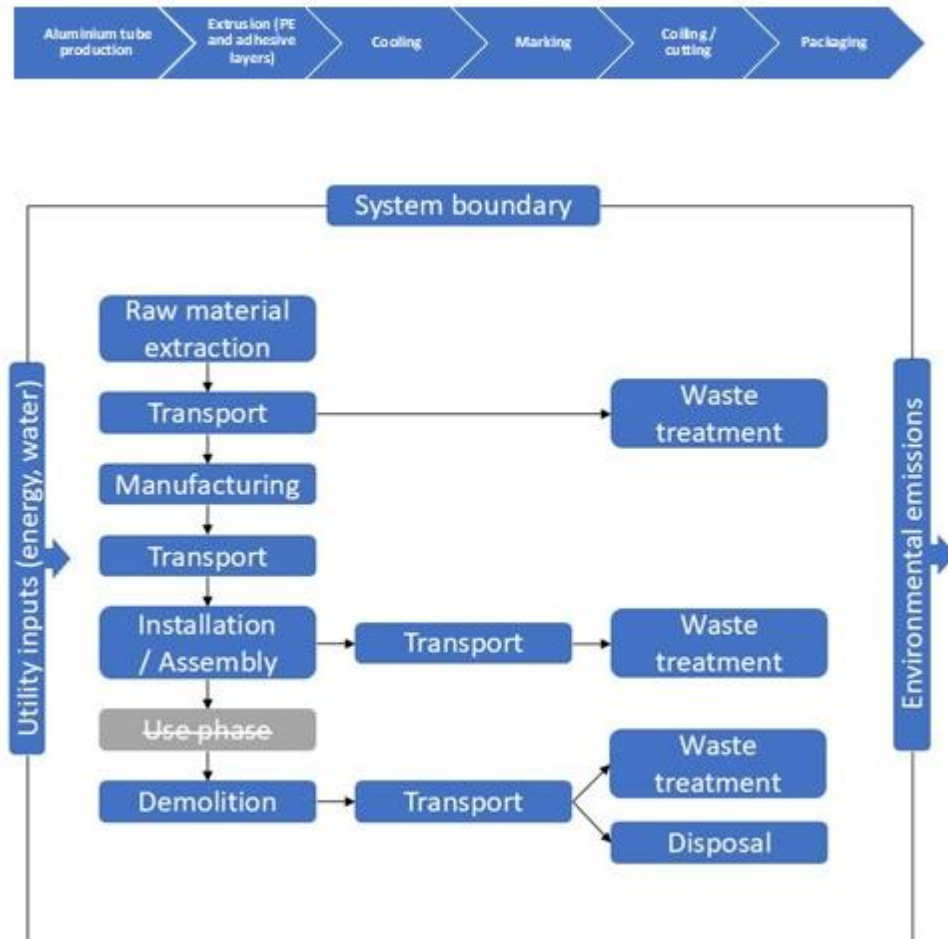 Aluminium tube
production
Extrusion (PE
and adhesive
layers)
Cooling
Marking
Coiling /
cutting
Packaging
System boundary
Utility inputs (energy, water)
Raw material
extraction
Transport
Waste
treatment
Manufacturing
Transport
Installation
/ Assembly
Transport
Waste
treatment
Use phase
Demolition
Transport
Waste
treatment
Disposal
Environmental emissions